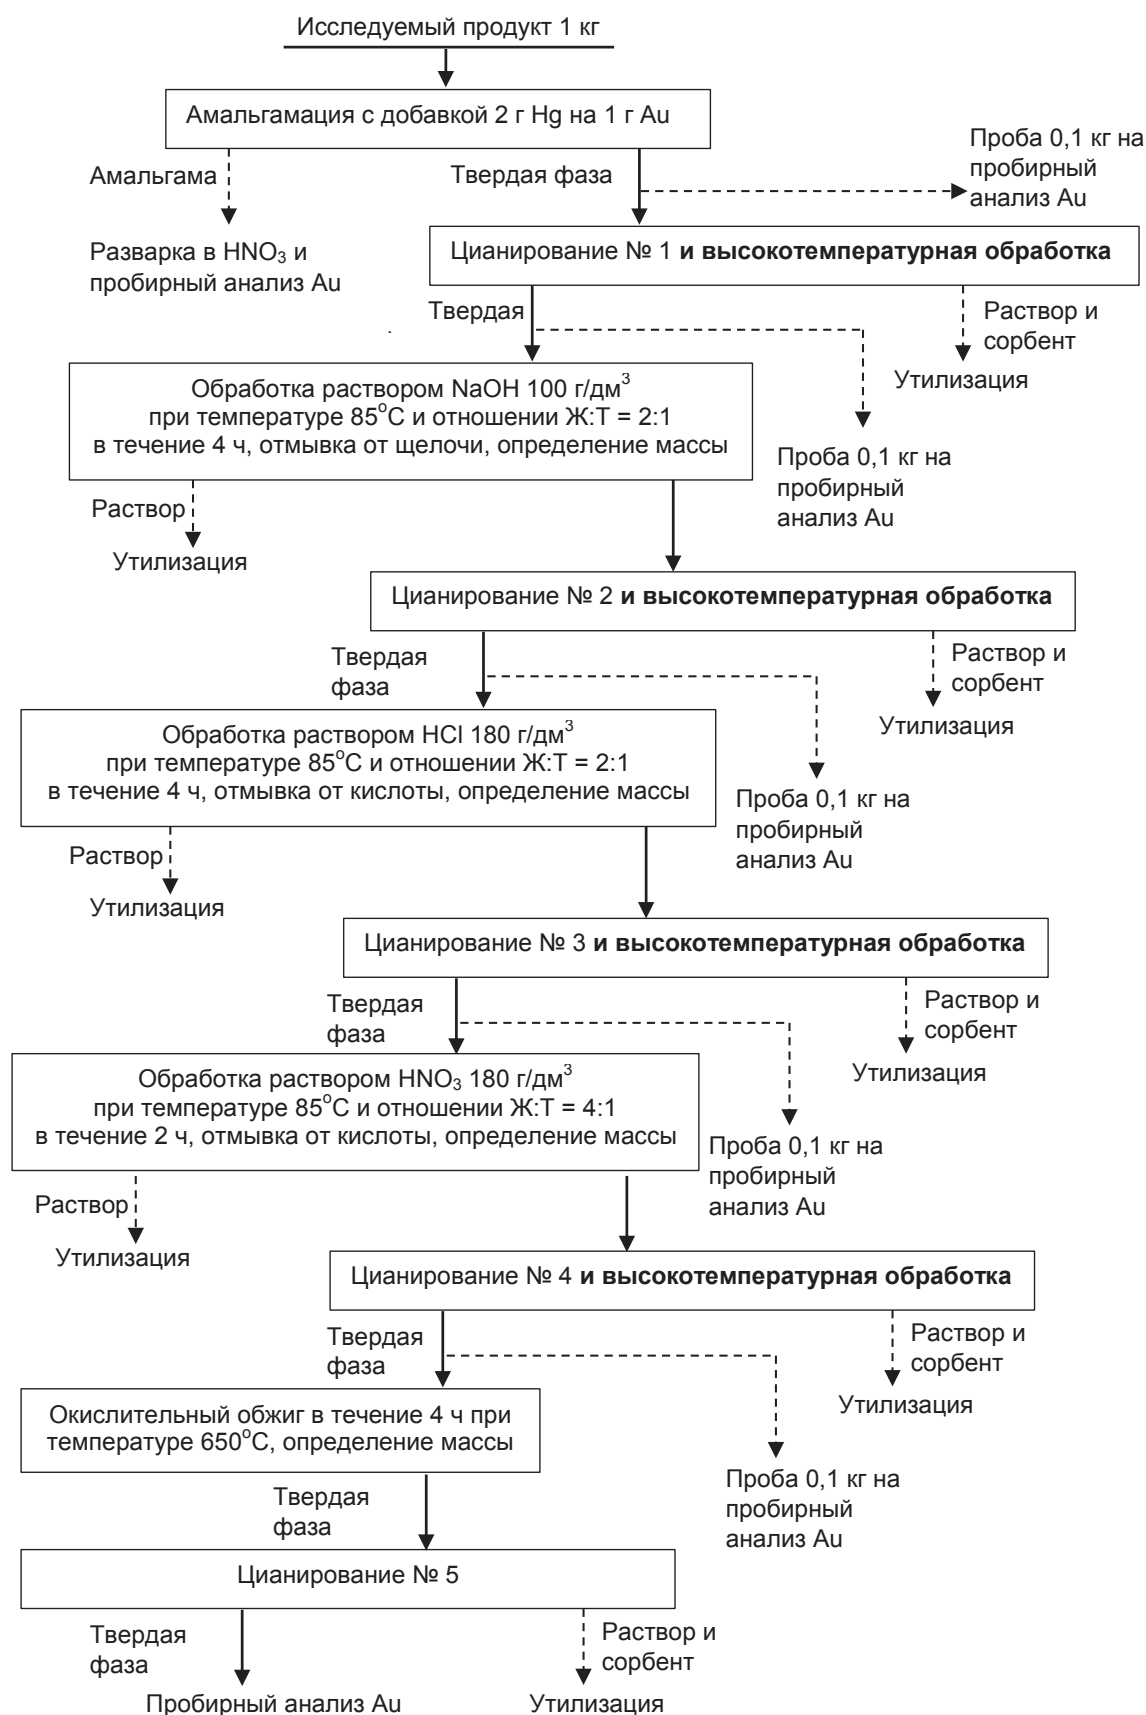 Исследуемый продукт 1 кг
Амальгамация с добавкой 2 г Hg на 1 г Au
Амальгама
Твердая фаза
Проба 0,1 кг на
пробирный
анализ Au
Разварка в HNO3 и
пробирный анализ Au
Цианирование № 1 и высокотемпературная обработка
Твердая
Раствор и
сорбент
Утилизация
Обработка раствором NaOH 100 г/дм3
при температуре 85°С и отношении Ж:Т = 2:1
в течение 4 ч, отмывка от щелочи, определение массы
Проба 0,1 кг на
пробирный
анализ Au
Раствор
Утилизация
Цианирование № 2 и высокотемпературная обработка
Твердая
фаза
Раствор и
сорбент
Утилизация
Обработка раствором HCl 180 г/дм3
при температуре 85°С и отношении Ж:Т = 2:1
в течение 4 ч, отмывка от кислоты, определение массы
Проба 0,1 кг на
пробирный
анализ Au
Раствор
Утилизация
Цианирование № 3 и высокотемпературная обработка
Твердая
фаза
Раствор и
сорбент
Утилизация
Обработка раствором HNO3 180 г/дм3
при температуре 85°С и отношении Ж:Т = 4:1
в течение 2 ч, отмывка от кислоты, определение массы
Проба 0,1 кг на
пробирный
анализ Au
Раствор
Утилизация
Цианирование № 4 и высокотемпературная обработка
Твердая
фаза
Раствор и
сорбент
Утилизация
Окислительный обжиг в течение 4 ч при
температуре 650°С, определение массы
Проба 0,1 кг на
пробирный
анализ Au
Твердая
фаза
Цианирование № 5
Твердая
фаза
Раствор и
сорбент
Пробирный анализ Au
Утилизация